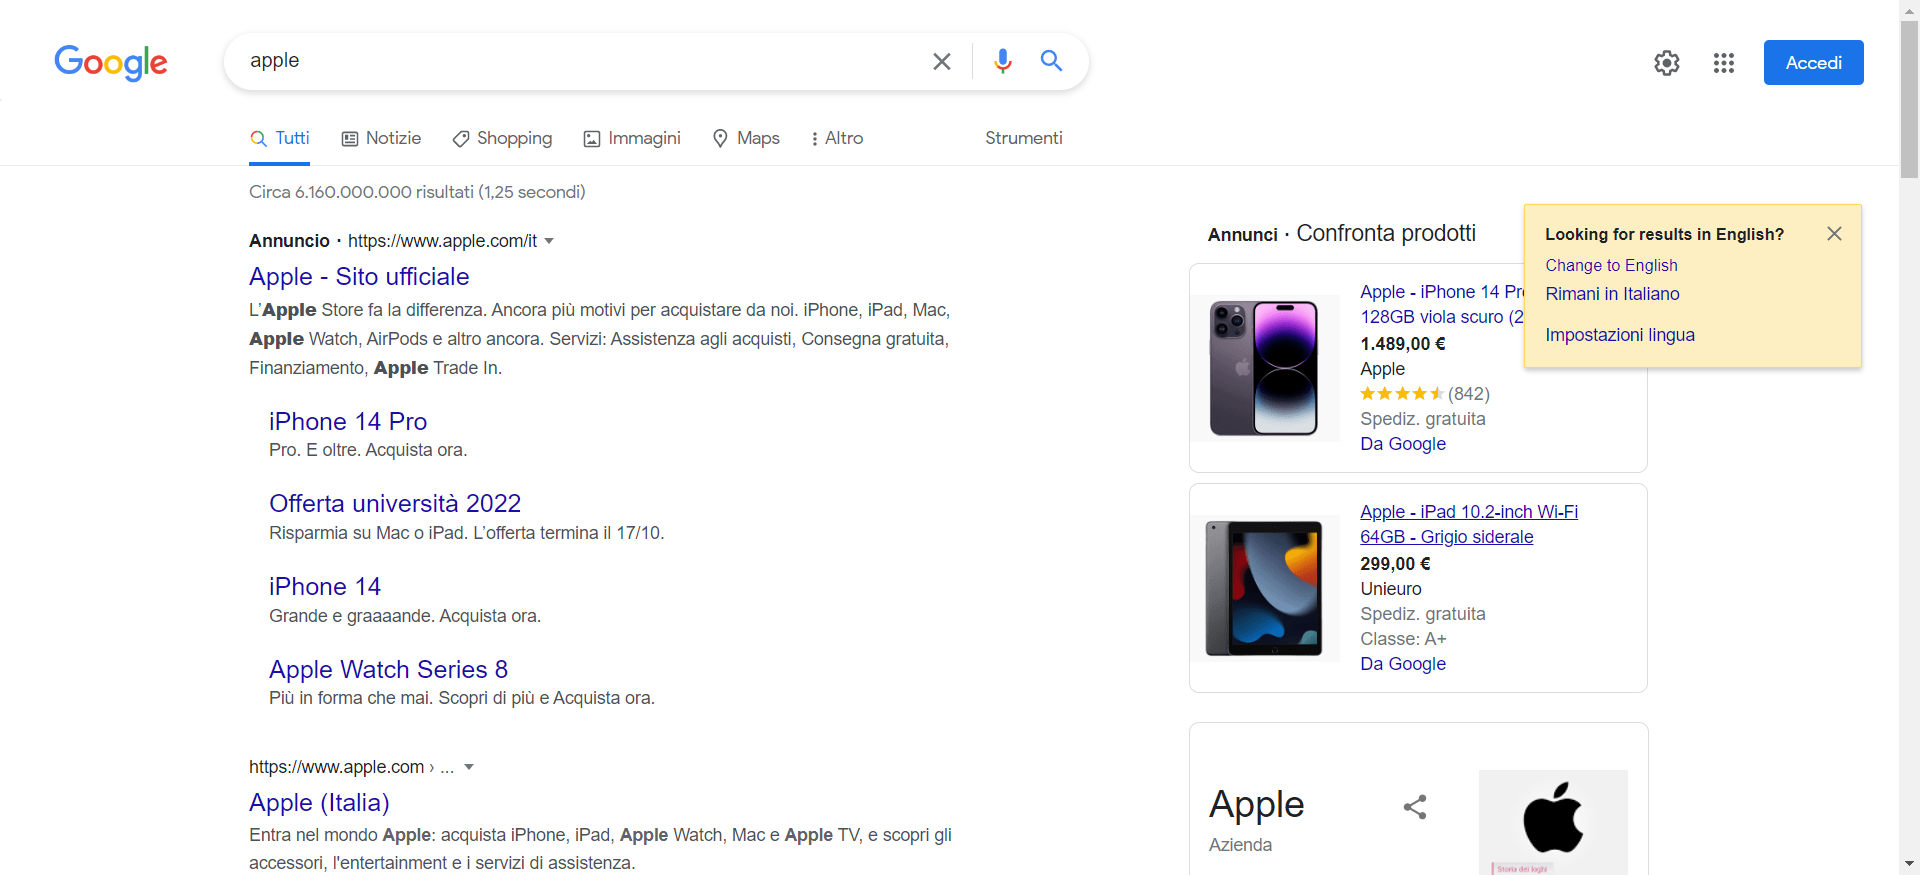 Google
apple
Accedi
Tutti
Notizie
Shopping
Immagini
Maps
Altro
Strumenti
Circa 6.160.000.000 risultati (1,25 secondi)
Annuncio · https://www.apple.com/it
Apple - Sito ufficiale
L'Apple Store fa la differenza. Ancora più motivi per acquistare da noi. iPhone, iPad, Mac,
Apple Watch, AirPods e altro ancora. Servizi: Assistenza agli acquisti, Consegna gratuita,
Finanziamento, Apple Trade In.
iPhone 14 Pro
Pro. E oltre. Acquista ora.
Offerta università 2022
Risparmia su Mac o iPad. L'offerta termina il 17/10.
iPhone 14
Grande e graaaande. Acquista ora.
Apple Watch Series 8
Più in forma che mai. Scopri di più e Acquista ora.
https://www.apple.com › ...
Apple (Italia)
Entra nel mondo Apple: acquista iPhone, iPad, Apple Watch, Mac e Apple TV, e scopri gli
accessori, l'entertainment e i servizi di assistenza.
Annunci · Confronta prodotti
Apple - iPhone 14 Pr
128GB viola scuro (2
1.489,00 €
Apple
(842)
Spediz. gratuita
Da Google
Looking for results in English?
Change to English
Rimani in Italiano
Impostazioni lingua
Apple - iPad 10.2-inch Wi-Fi
64GB - Grigio siderale
299,00 €
Unieuro
Spediz. gratuita
Classe: A+
Da Google
Apple
Azienda
Storia dei loghi